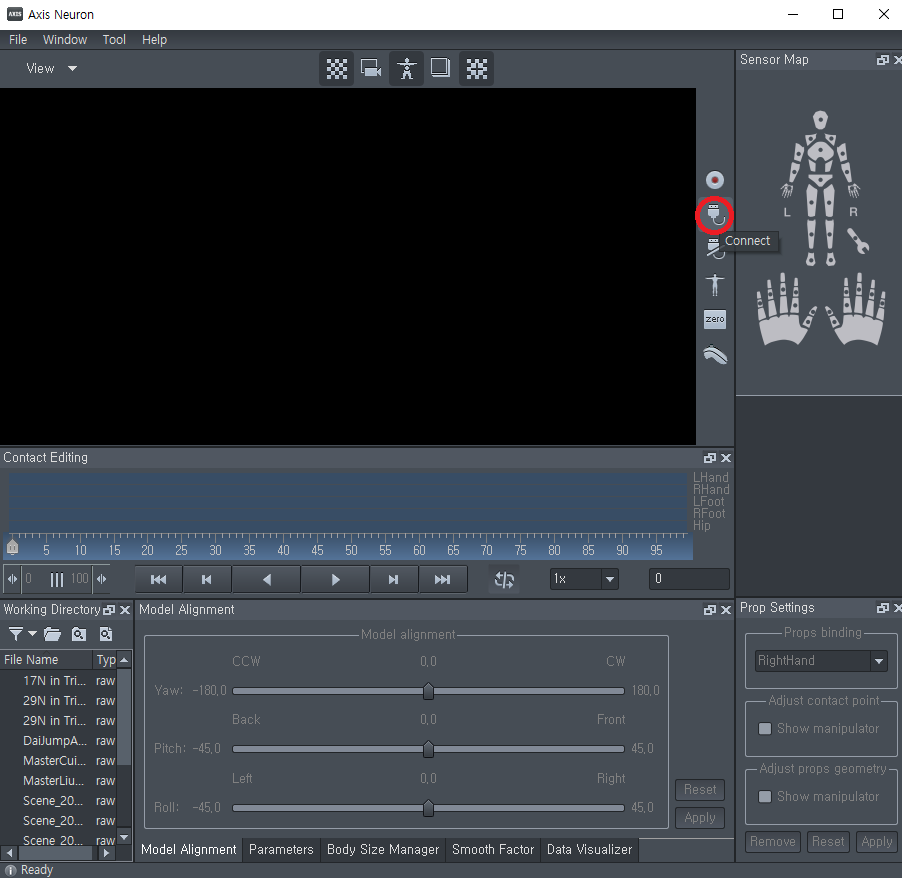 AXIS Axis Neuron
File Window Tool Help
View
Sensor Map
L R
Connect
zero
Contact Editing
LHand
RHand
LFoot
RFoot
Hip
5 10 15 20 25 30 35 40 45 50 55 60 65 70 75 80 85 90 95
0 100 1x 0
Working Directory
File Name Typ
17N in Tri... raw
29N in Tri... raw
29N in Tri... raw
DaiJumpA... raw
MasterCui... raw
MasterLiu... raw
Scene_20... raw
Scene_20... raw
Scene_20... raw
Model Alignment
Model alignment
CCW 0,0 CW
Yaw: -180,0 180,0
Back 0,0 Front
Pitch: -45,0 45,0
Left 0,0 Right
Roll: -45,0 45,0
Reset
Apply
Model Alignment Parameters Body Size Manager Smooth Factor Data Visualizer
Prop Settings
Props binding
RightHand
Adjust contact point
Show manipulator
Adjust props geometry
Show manipulator
Remove Reset Apply
Ready